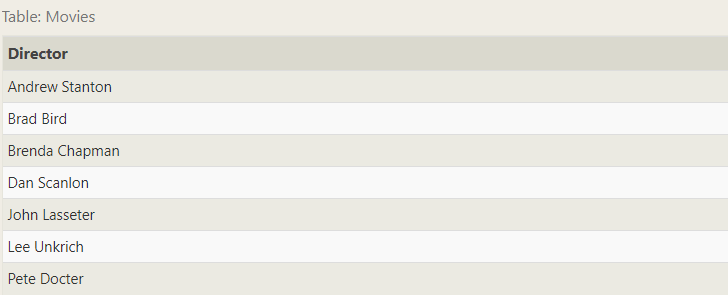 Table: Movies
Director
Andrew Stanton
Brad Bird
Brenda Chapman
Dan Scanlon
John Lasseter
Lee Unkrich
Pete Docter